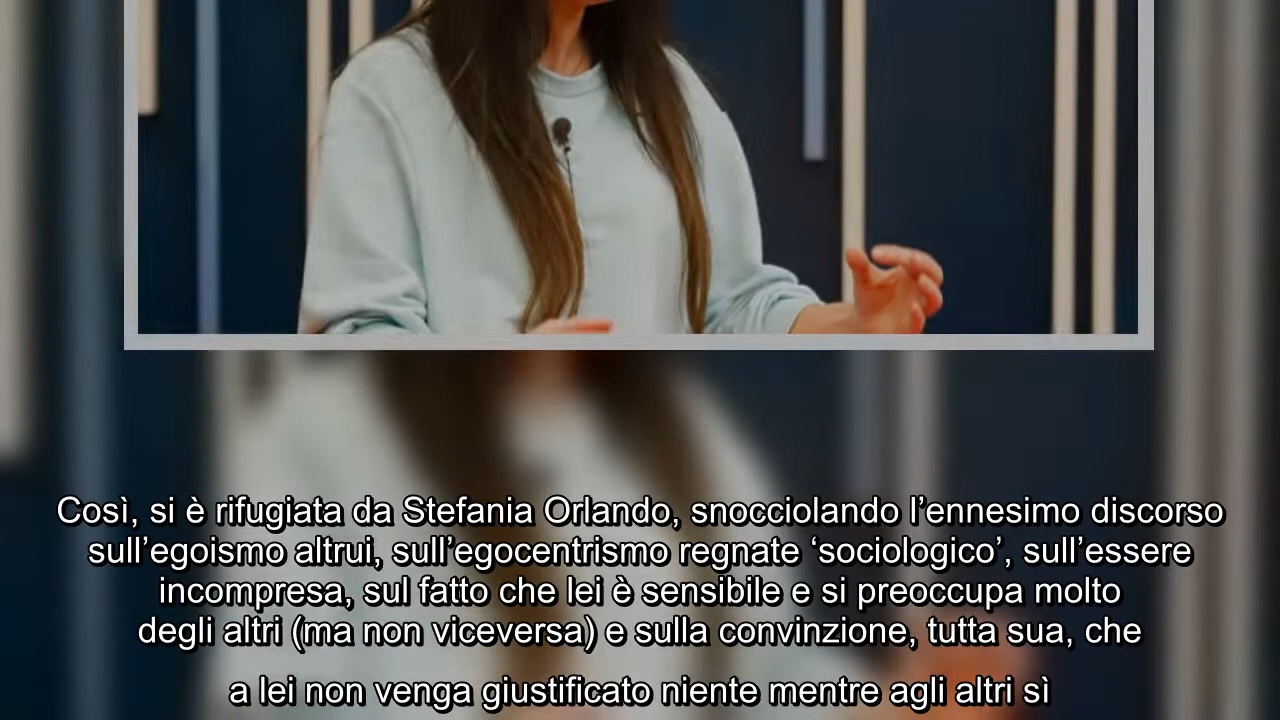 Così, si è rifugiata da Stefania Orlando, snocciolando l’ennesimo discorso
sull’egoismo altrui, sull’egocentrismo regnate ‘sociologico’, sull’essere
incompresa, sul fatto che lei è sensibile e si preoccupa molto
degli altri (ma non viceversa) e sulla convinzione, tutta sua, che
a lei non venga giustificato niente mentre agli altri sì